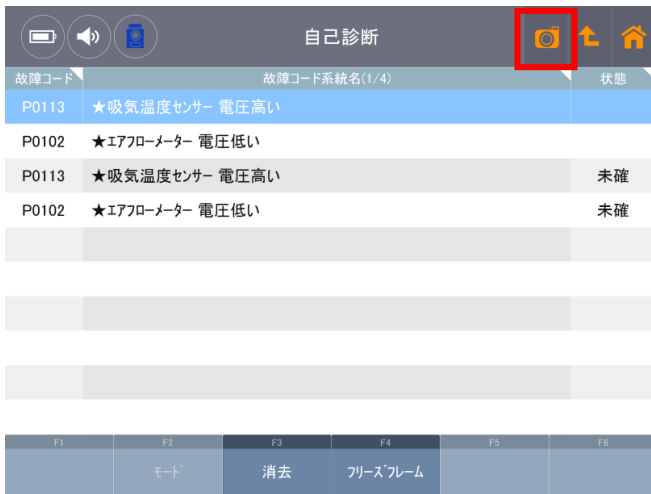 自己診断
故障コード 故障コード系統名(1/4) 状態
P0113 ★吸気温度センサー 電圧高い
P0102 ★エアフローメーター 電圧低い
P0113 ★吸気温度センサー 電圧高い 未確
P0102 ★エアフローメーター 電圧低い 未確
F1 F2 F3 F4 F5 F6
モード 消去 フリーズフレーム